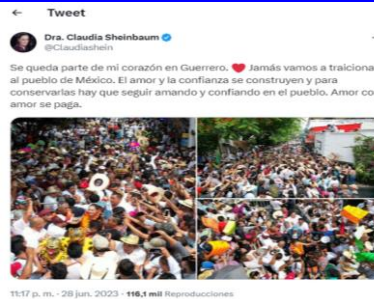 Tweet
Dra. Claudia Sheinbaum
@Claudiashein
Se queda parte de mi corazón en Guerrero. ❤️ Jamás vamos a traiciona
al pueblo de México. El amor y la confianza se construyen y para
conservarlas hay que seguir amando y confiando en el pueblo. Amor co
amor se paga.
11:17 p. m. · 28 jun. 2023 · 116,1 mil Reproducciones